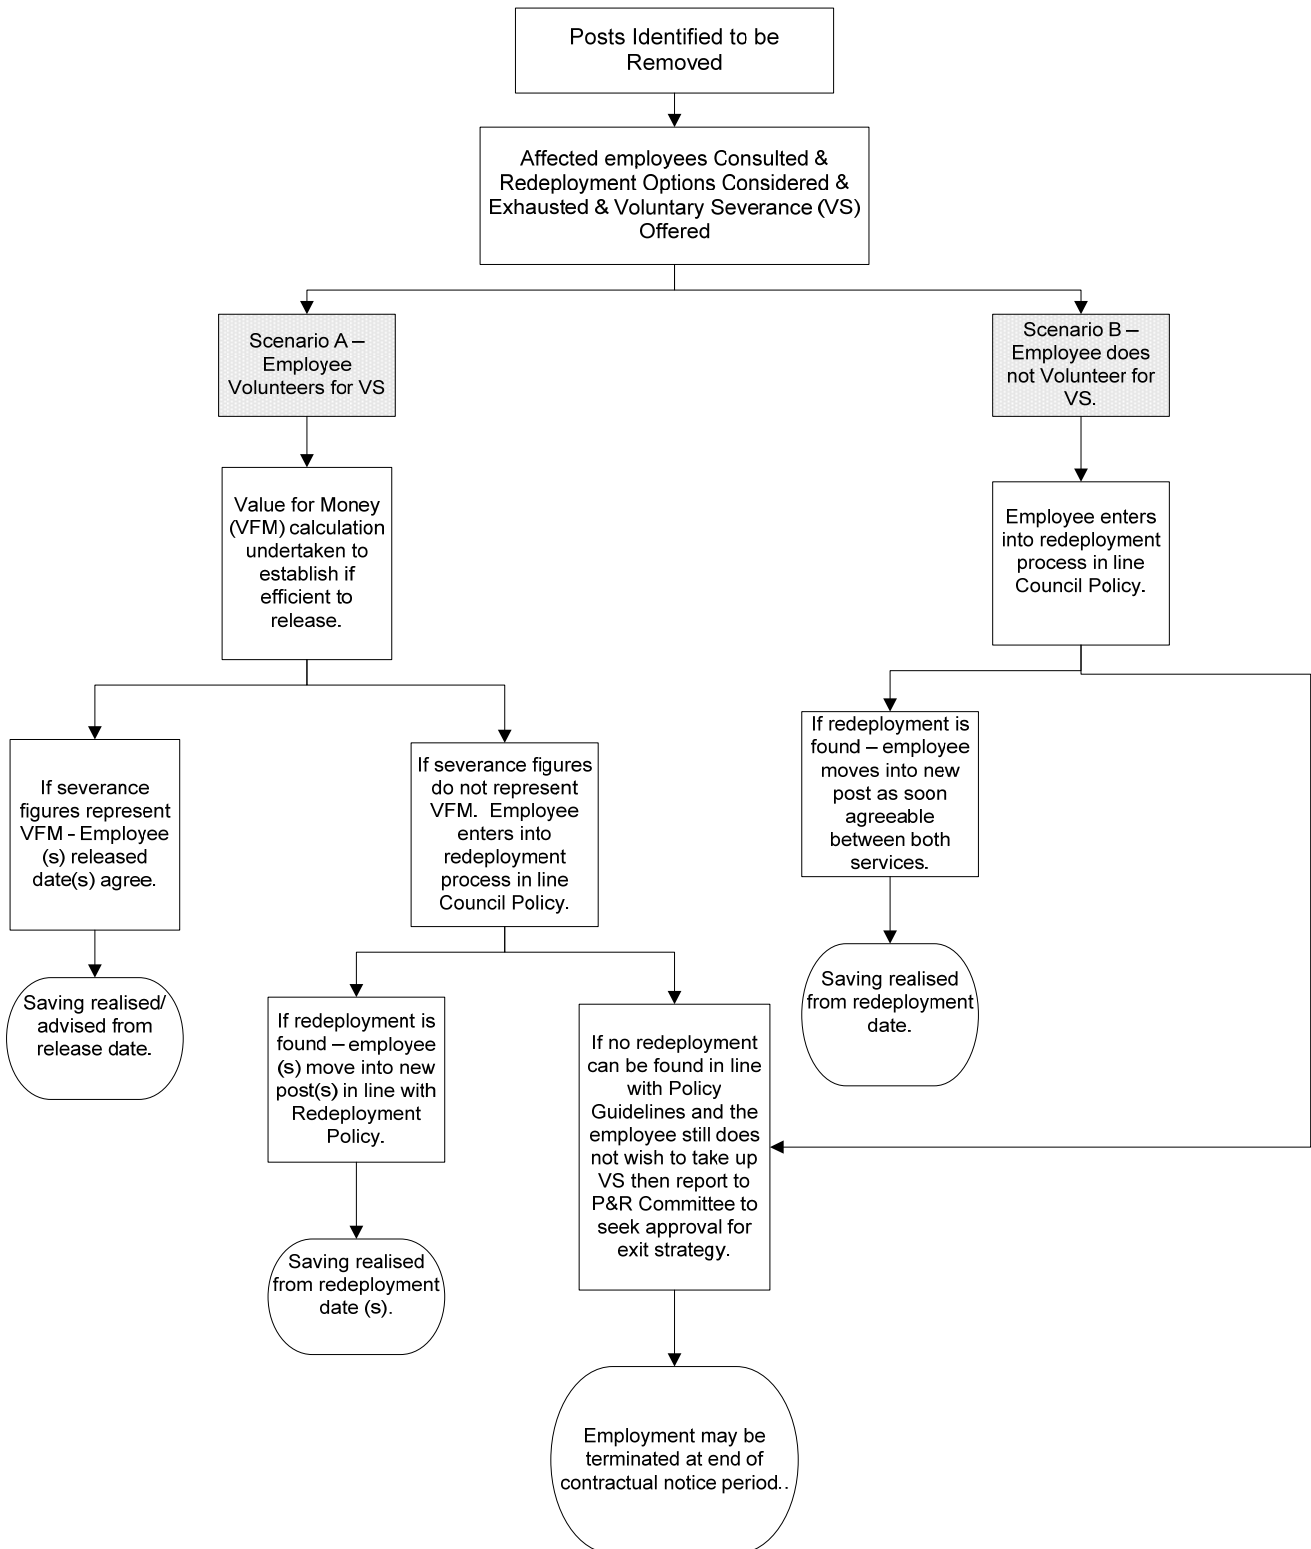 Posts Identified to be
Removed
Affected employees Consulted &
Redeployment Options Considered &
Exhausted & Voluntary Severance (VS)
Offered
Scenario A –
Employee
Volunteers for VS
Scenario B –
Employee does
not Volunteer for
VS.
Value for Money
(VFM) calculation
undertaken to
establish if
efficient to
release.
Employee enters
into redeployment
process in line
Council Policy.
If severance
figures represent
VFM - Employee
(s) released
date(s) agree.
If severance figures
do not represent
VFM.  Employee
enters into
redeployment
process in line
Council Policy.
If redeployment is
found – employee
moves into new
post as soon
agreeable
between both
services.
Saving realised/
advised from
release date.
If redeployment is
found – employee
(s) move into new
post(s) in line with
Redeployment
Policy.
If no redeployment
can be found in line
with Policy
Guidelines and the
employee still does
not wish to take up
VS then report to
P&R Committee to
seek approval for
exit strategy.
Saving realised
from redeployment
date.
Saving realised
from redeployment
date (s).
Employment may be
terminated at end of
contractual notice period..